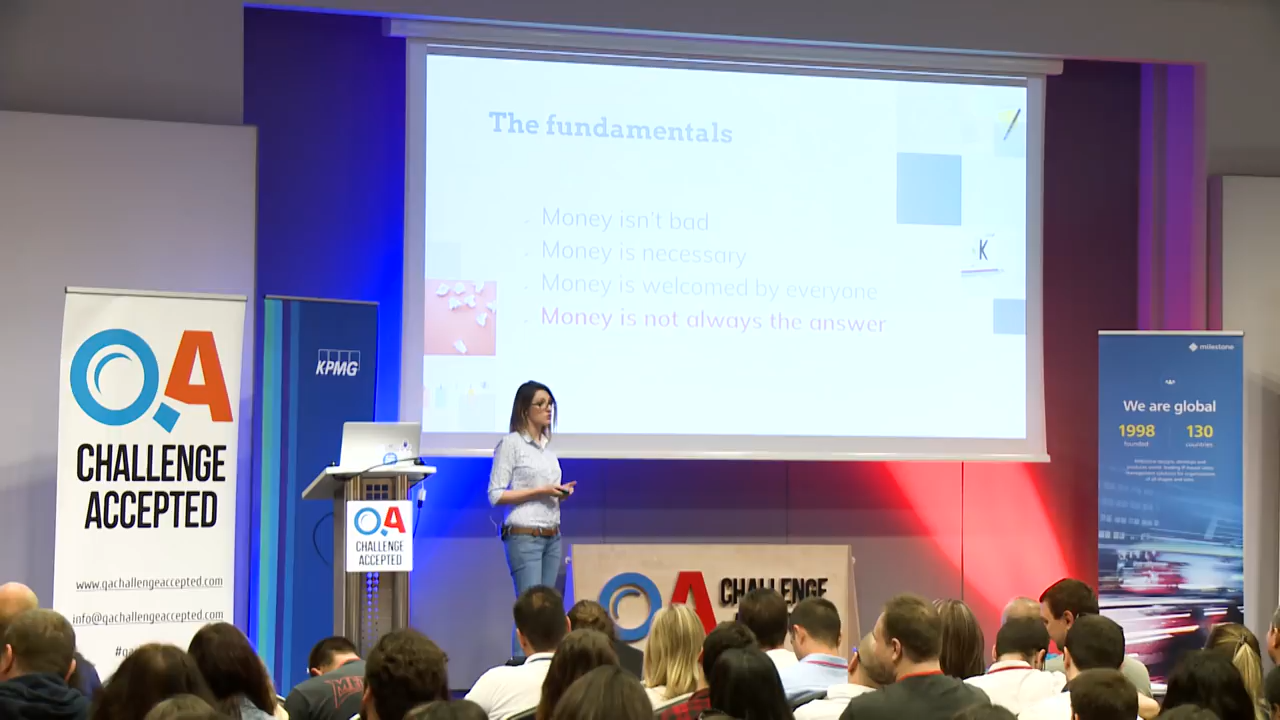 The fundamentals
Money isn't bad
Money is necessary
Money is welcomed by everyone
Money is not always the answer
K
QA
CHALLENGE
ACCEPTED
www.qachallengeaccepted.com
info@qachallengeaccepted.com
KPMG
QA
CHALLENGE
ACCEPTED
QA
CHALLENGE
milestone
We are global
1998
130
founded
countries